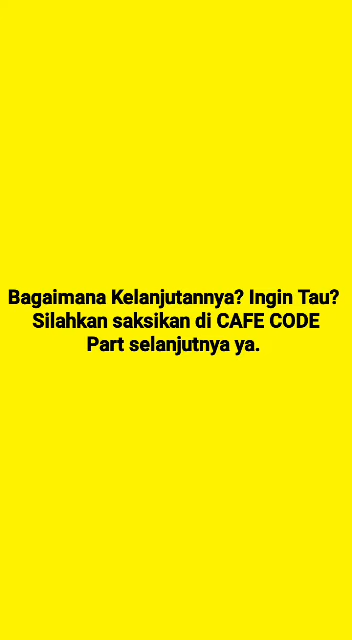 Bagaimana Kelanjutannya? Ingin Tau?
Silahkan saksikan di CAFE CODE
Part selanjutnya ya.